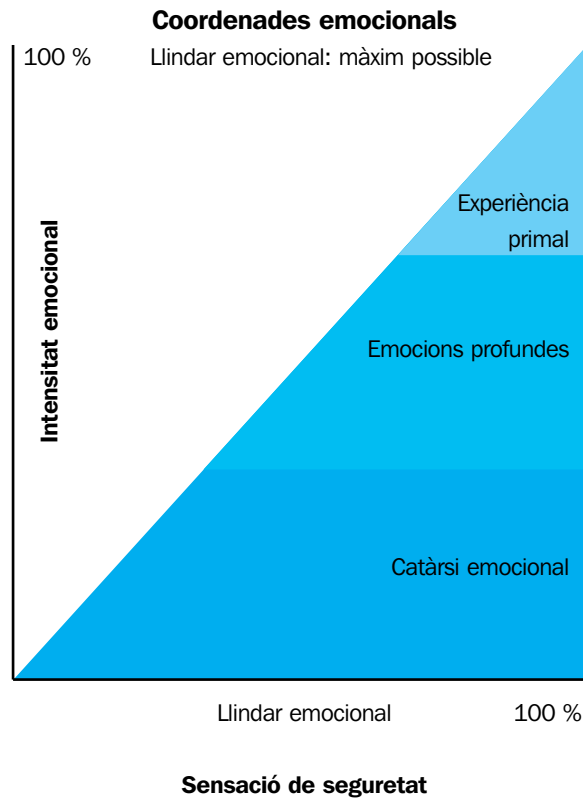 Coordenades emocionals
100 % Llindar emocional: màxim possible
Experiència
primal
Intensitat emocional
Emocions profundes
Catàrsi emocional
Llindar emocional 100 %
Sensació de seguretat